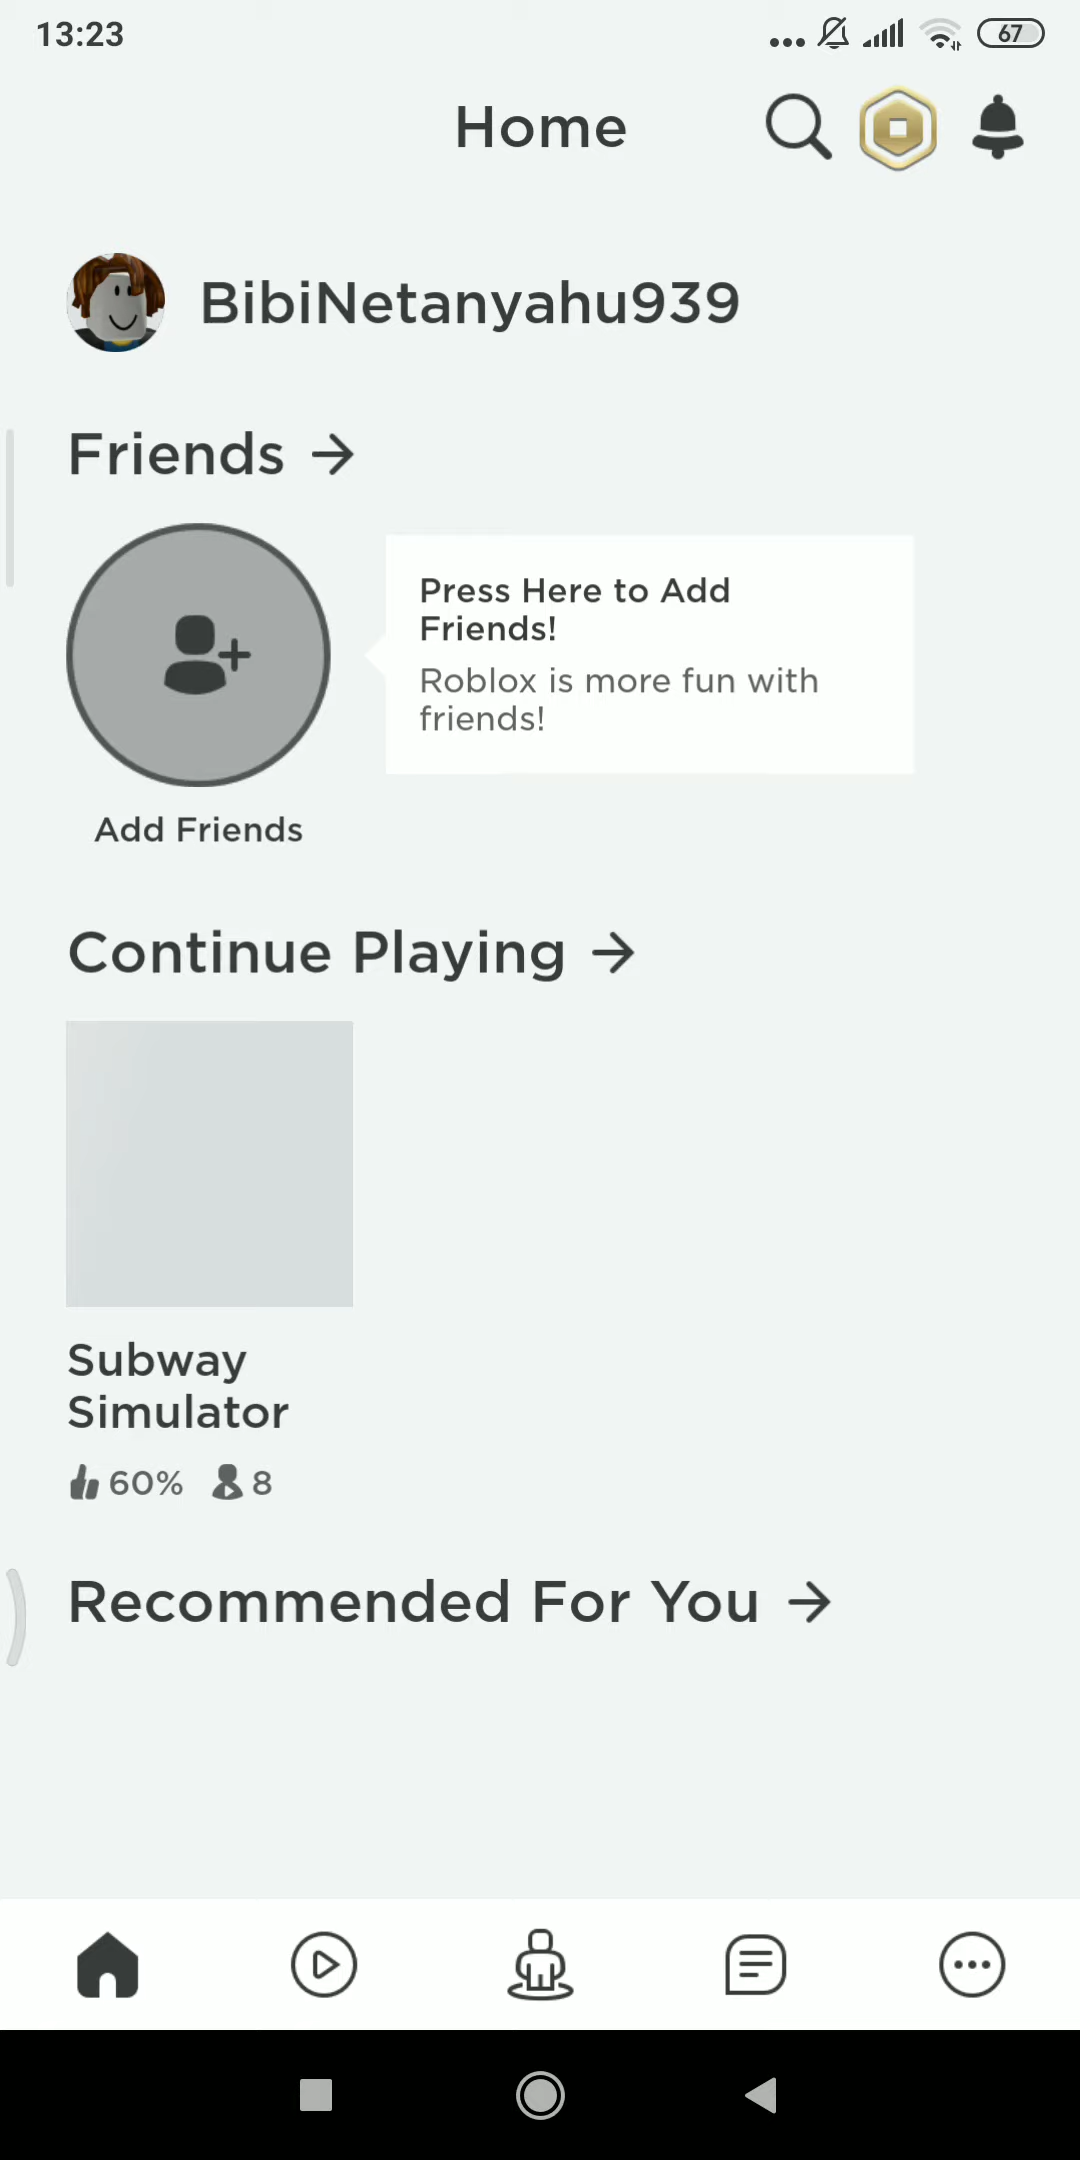 13:23
67
Home
BibiNetanyahu939
Friends
Press Here to Add
Friends!
Roblox is more fun with
friends!
Add Friends
Continue Playing
Subway
Simulator
60% 8
Recommended For You